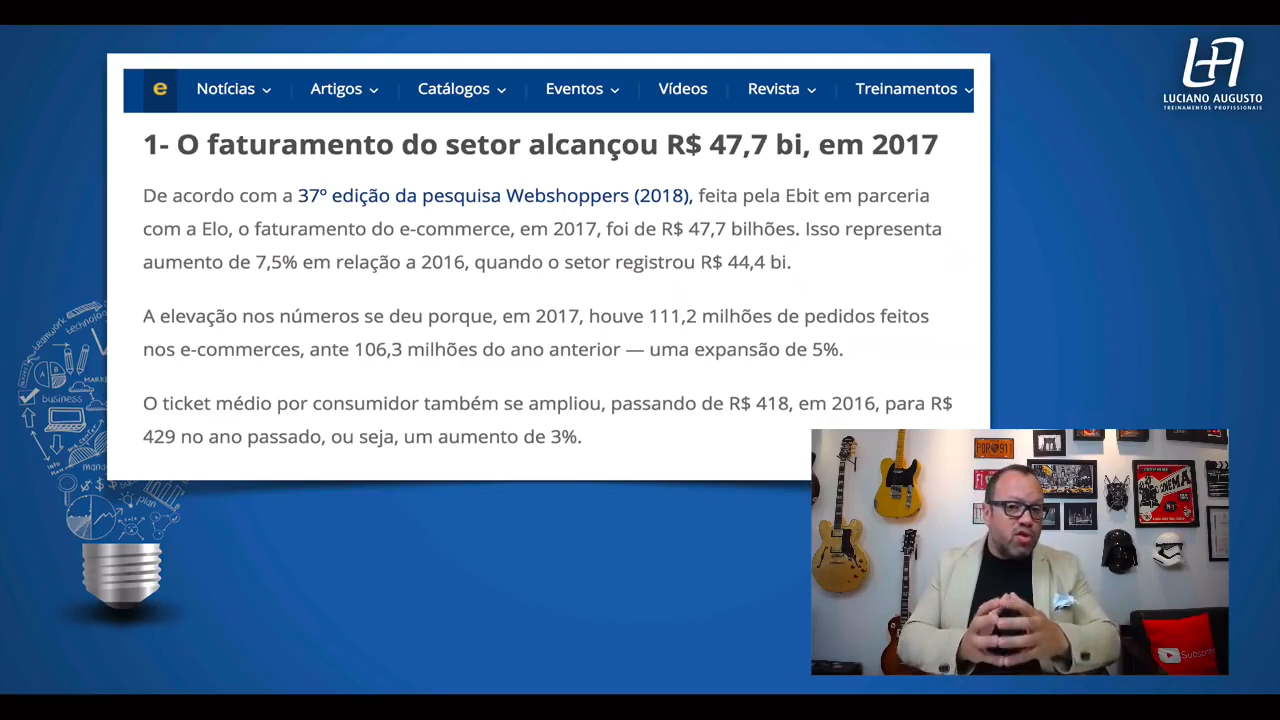 LUCIANO AUGUSTO
TREINAMENTOS PROFISSIONAIS
e Notícias Artigos Catálogos Eventos Vídeos Revista Treinamentos
1- O faturamento do setor alcançou R$ 47,7 bi, em 2017
De acordo com a 37º edição da pesquisa Webshoppers (2018), feita pela Ebit em parceria
com a Elo, o faturamento do e-commerce, em 2017, foi de R$ 47,7 bilhões. Isso representa
aumento de 7,5% em relação a 2016, quando o setor registrou R$ 44,4 bi.
A elevação nos números se deu porque, em 2017, houve 111,2 milhões de pedidos feitos
nos e-commerces, ante 106,3 milhões do ano anterior — uma expansão de 5%.
O ticket médio por consumidor também se ampliou, passando de R$ 418, em 2016, para R$
429 no ano passado, ou seja, um aumento de 3%.
teamwork
business
plan
CINEMA
Subscribe